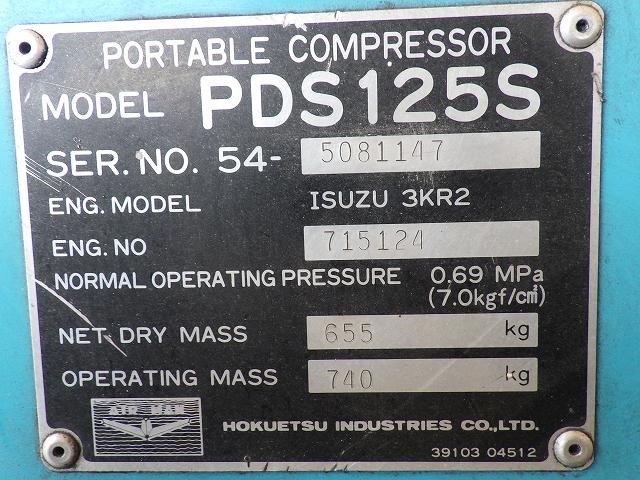 PORTABLE COMPRESSOR
MODEL PDS125S
SER. NO. 54- 5081147
ENG. MODEL ISUZU 3KR2
ENG. NO 715124
NORMAL OPERATING PRESSURE 0.69 MPa
(7.0kgf/c㎡)
NET DRY MASS 655 kg
OPERATING MASS 740 kg
AIR MAN
HOKUETSU INDUSTRIES CO.,LTD.
39103 04512